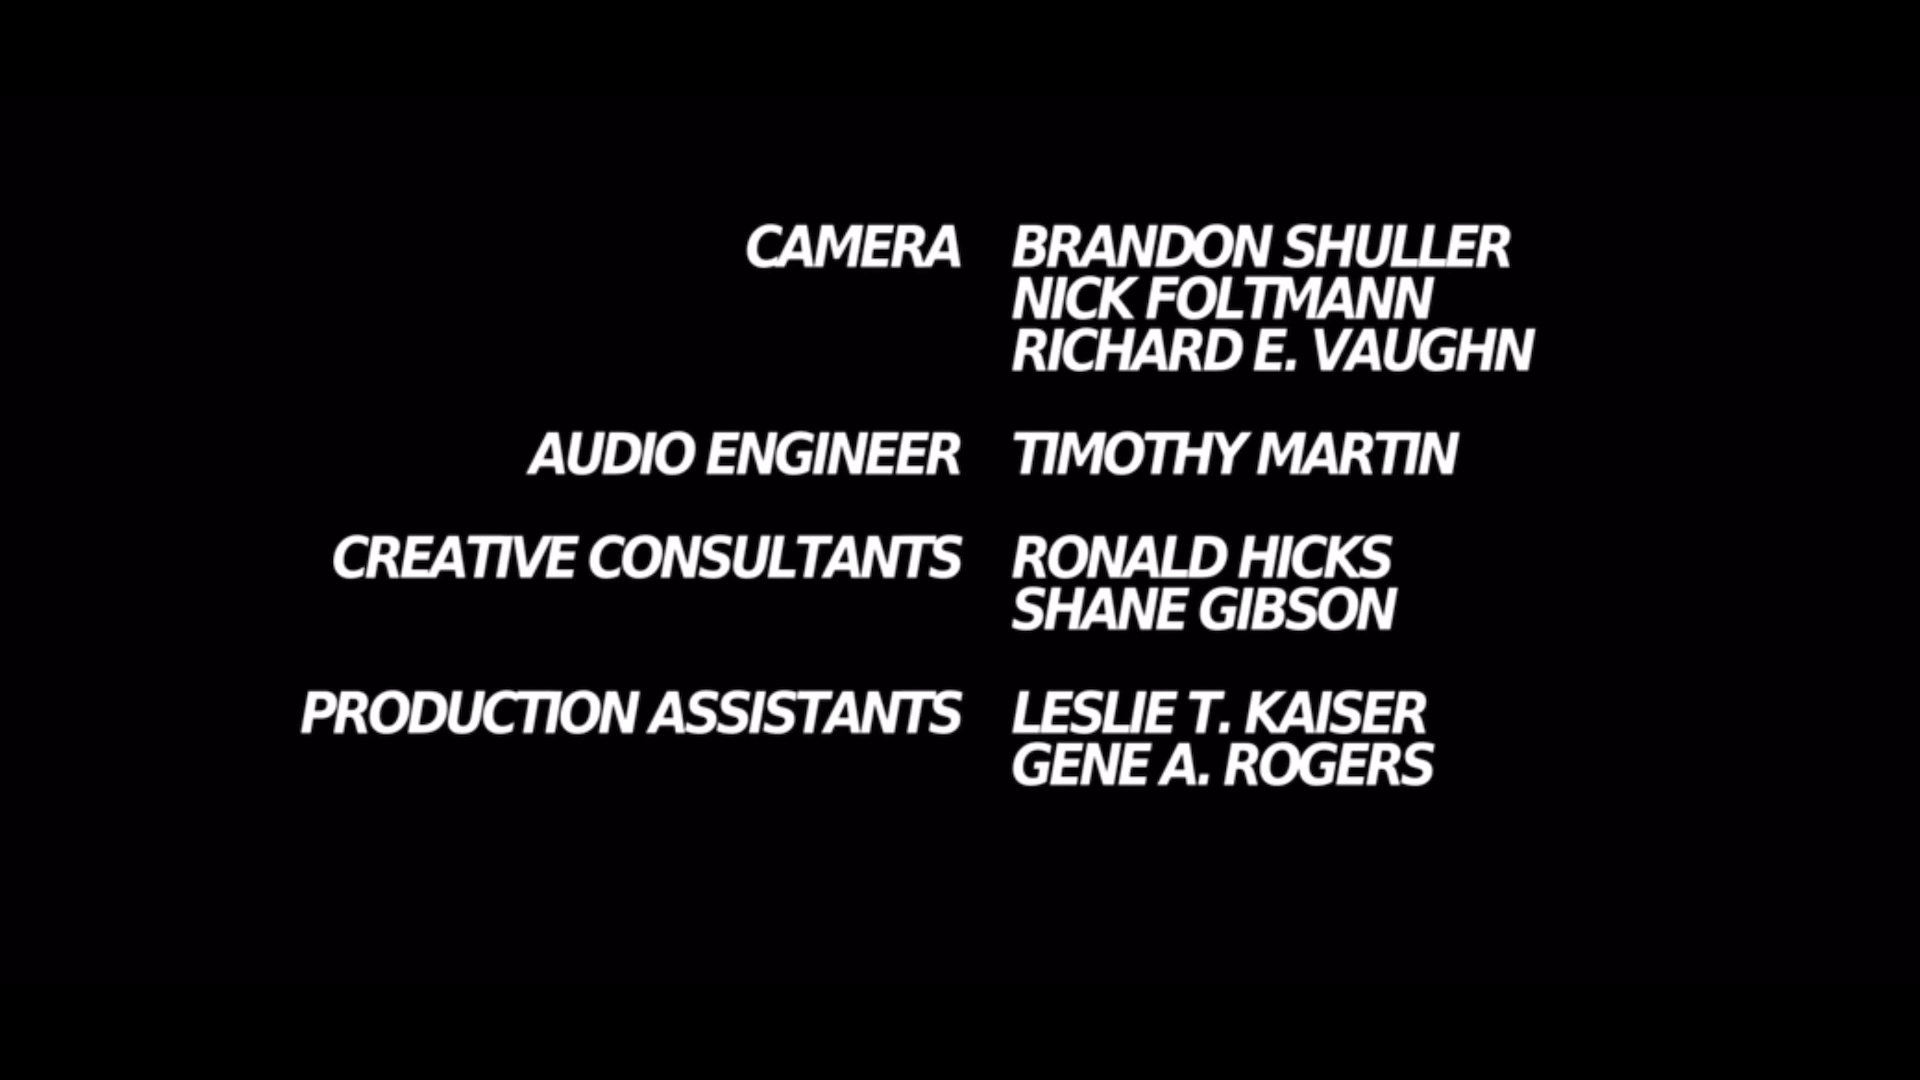 CAMERA BRANDON SHULLER
NICK FOLTMANN
RICHARD E. VAUGHN
AUDIO ENGINEER TIMOTHY MARTIN
CREATIVE CONSULTANTS RONALD HICKS
SHANE GIBSON
PRODUCTION ASSISTANTS LESLIE T. KAISER
GENE A. ROGERS